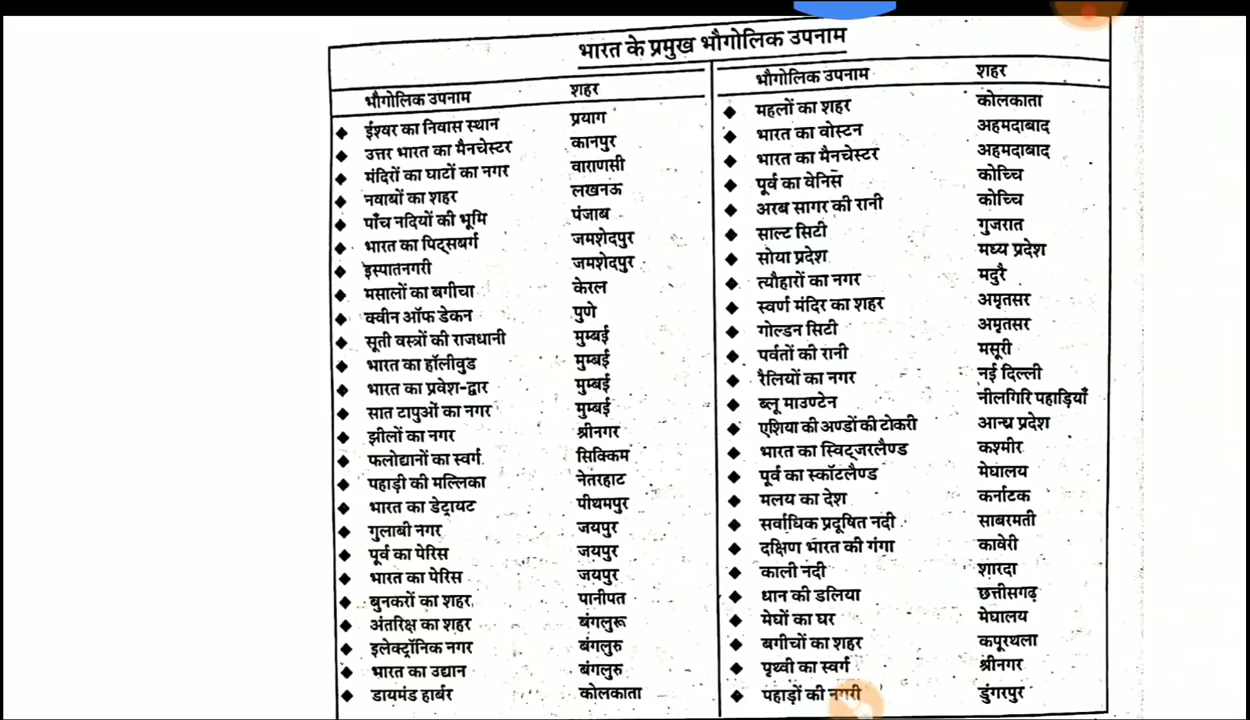 भारत के प्रमुख भौगोलिक उपनाम
भौगोलिक उपनाम शहर
ईश्वर का निवास स्थान प्रयाग
उत्तर भारत का मैनचेस्टर कानपुर
मंदिरों का घाटों का नगर वाराणसी
नवाबों का शहर लखनऊ
पाँच नदियों की भूमि पंजाब
भारत का पिट्सबर्ग जमशेदपुर
इस्पातनगरी जमशेदपुर
मसालों का बगीचा केरल
क्वीन ऑफ डेकन पुणे
सूती वस्त्रों की राजधानी मुम्बई
भारत का हॉलीवुड मुम्बई
भारत का प्रवेश-द्वार मुम्बई
सात टापुओं का नगर मुम्बई
झीलों का नगर श्रीनगर
फलोद्यानों का स्वर्ग सिक्किम
पहाड़ी की मल्लिका नेतरहाट
भारत का डेट्रायट पीथमपुर
गुलाबी नगर जयपुर
पूर्व का पेरिस जयपुर
भारत का पेरिस जयपुर
बुनकरों का शहर पानीपत
अंतरिक्ष का शहर बंगलुरू
इलेक्ट्रॉनिक नगर बंगलुरु
भारत का उद्यान बंगलुरु
डायमंड हार्बर कोलकाता
भौगोलिक उपनाम शहर
महलों का शहर कोलकाता
भारत का वोस्टन अहमदाबाद
भारत का मैनचेस्टर अहमदाबाद
पूर्व का वेनिस कोच्चि
अरब सागर की रानी कोच्चि
साल्ट सिटी गुजरात
सोया प्रदेश मध्य प्रदेश
त्यौहारों का नगर मदुरै
स्वर्ण मंदिर का शहर अमृतसर
गोल्डन सिटी अमृतसर
पर्वतों की रानी मसूरी
रैलियों का नगर नई दिल्ली
ब्लू माउण्टेन नीलगिरि पहाड़ियाँ
एशिया की अण्डों की टोकरी आन्ध्र प्रदेश
भारत का स्विट्जरलैण्ड कश्मीर
पूर्व का स्कॉटलैण्ड मेघालय
मलय का देश कर्नाटक
सर्वाधिक प्रदूषित नदी साबरमती
दक्षिण भारत की गंगा कावेरी
काली नदी शारदा
धान की डलिया छत्तीसगढ़
मेघों का घर मेघालय
बगीचों का शहर कपूरथला
पृथ्वी का स्वर्ग श्रीनगर
पहाड़ों की नगरी डुंगरपुर